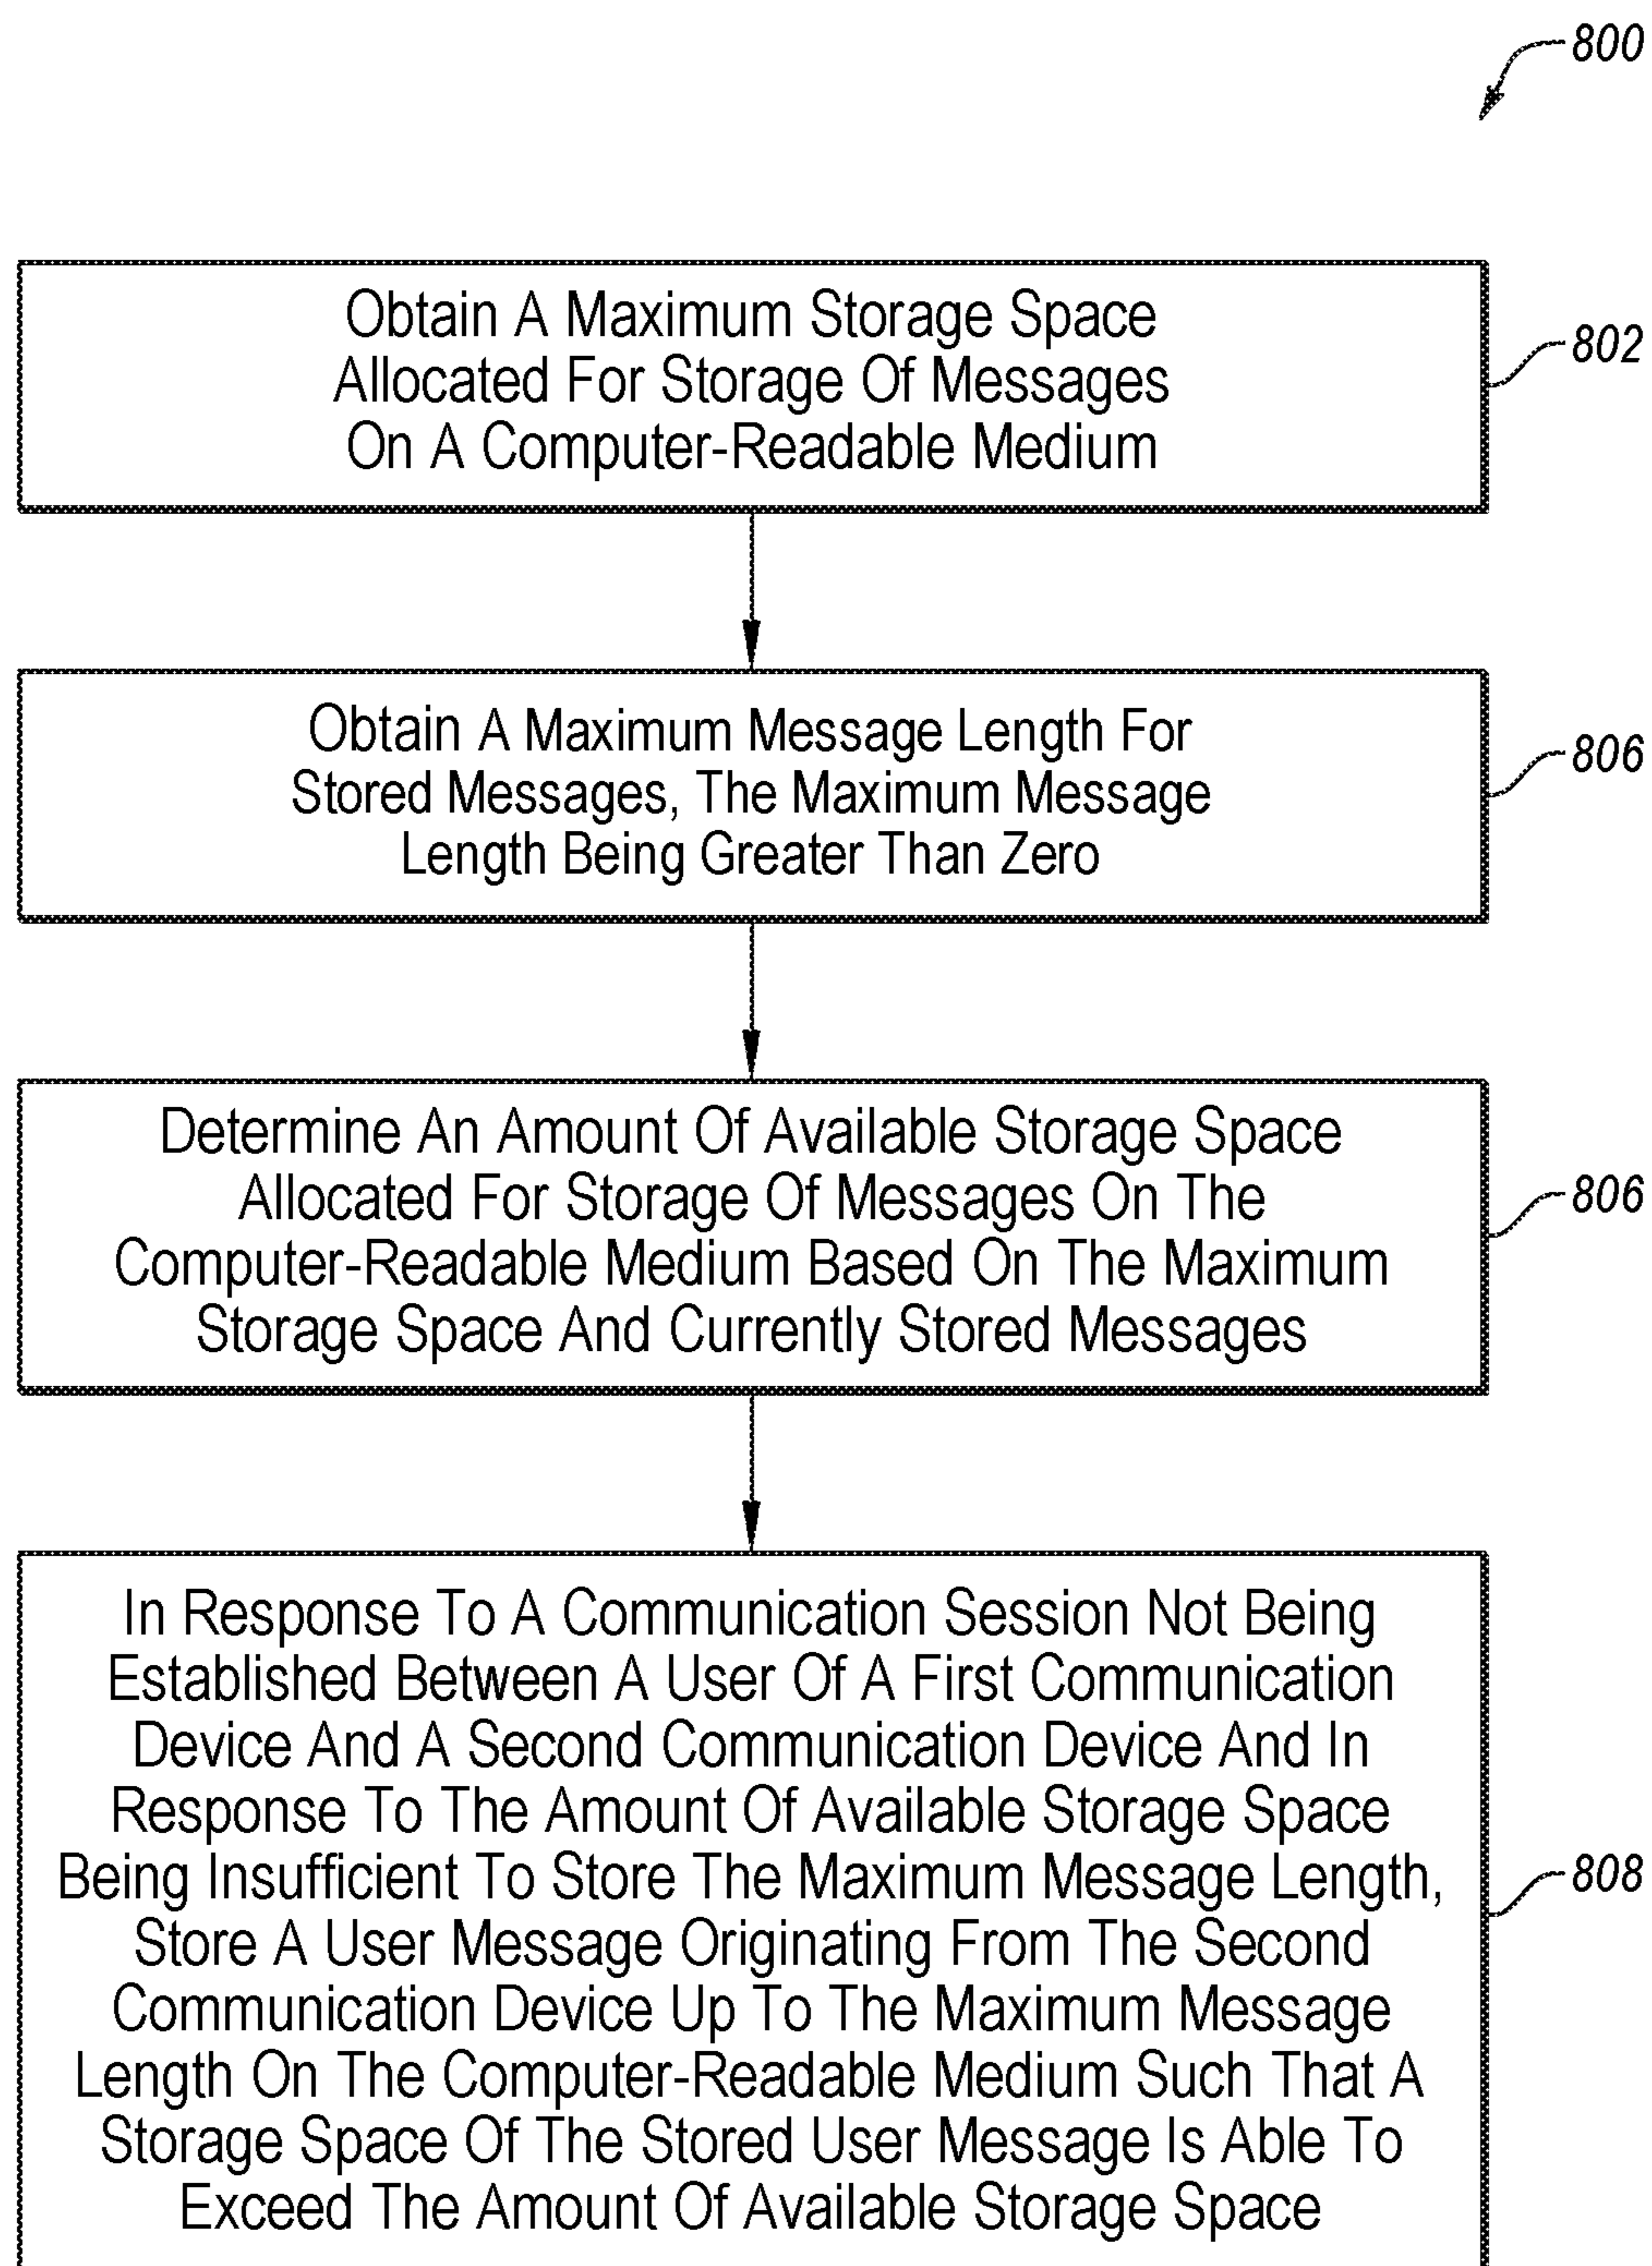 800
Obtain A Maximum Storage Space
Allocated For Storage Of Messages
On A Computer-Readable Medium
802
Obtain A Maximum Message Length For
Stored Messages, The Maximum Message
Length Being Greater Than Zero
806
Determine An Amount Of Available Storage Space
Allocated For Storage Of Messages On The
Computer-Readable Medium Based On The Maximum
Storage Space And Currently Stored Messages
806
In Response To A Communication Session Not Being
Established Between A User Of A First Communication
Device And A Second Communication Device And In
Response To The Amount Of Available Storage Space
Being Insufficient To Store The Maximum Message Length,
Store A User Message Originating From The Second
Communication Device Up To The Maximum Message
Length On The Computer-Readable Medium Such That A
Storage Space Of The Stored User Message Is Able To
Exceed The Amount Of Available Storage Space
808